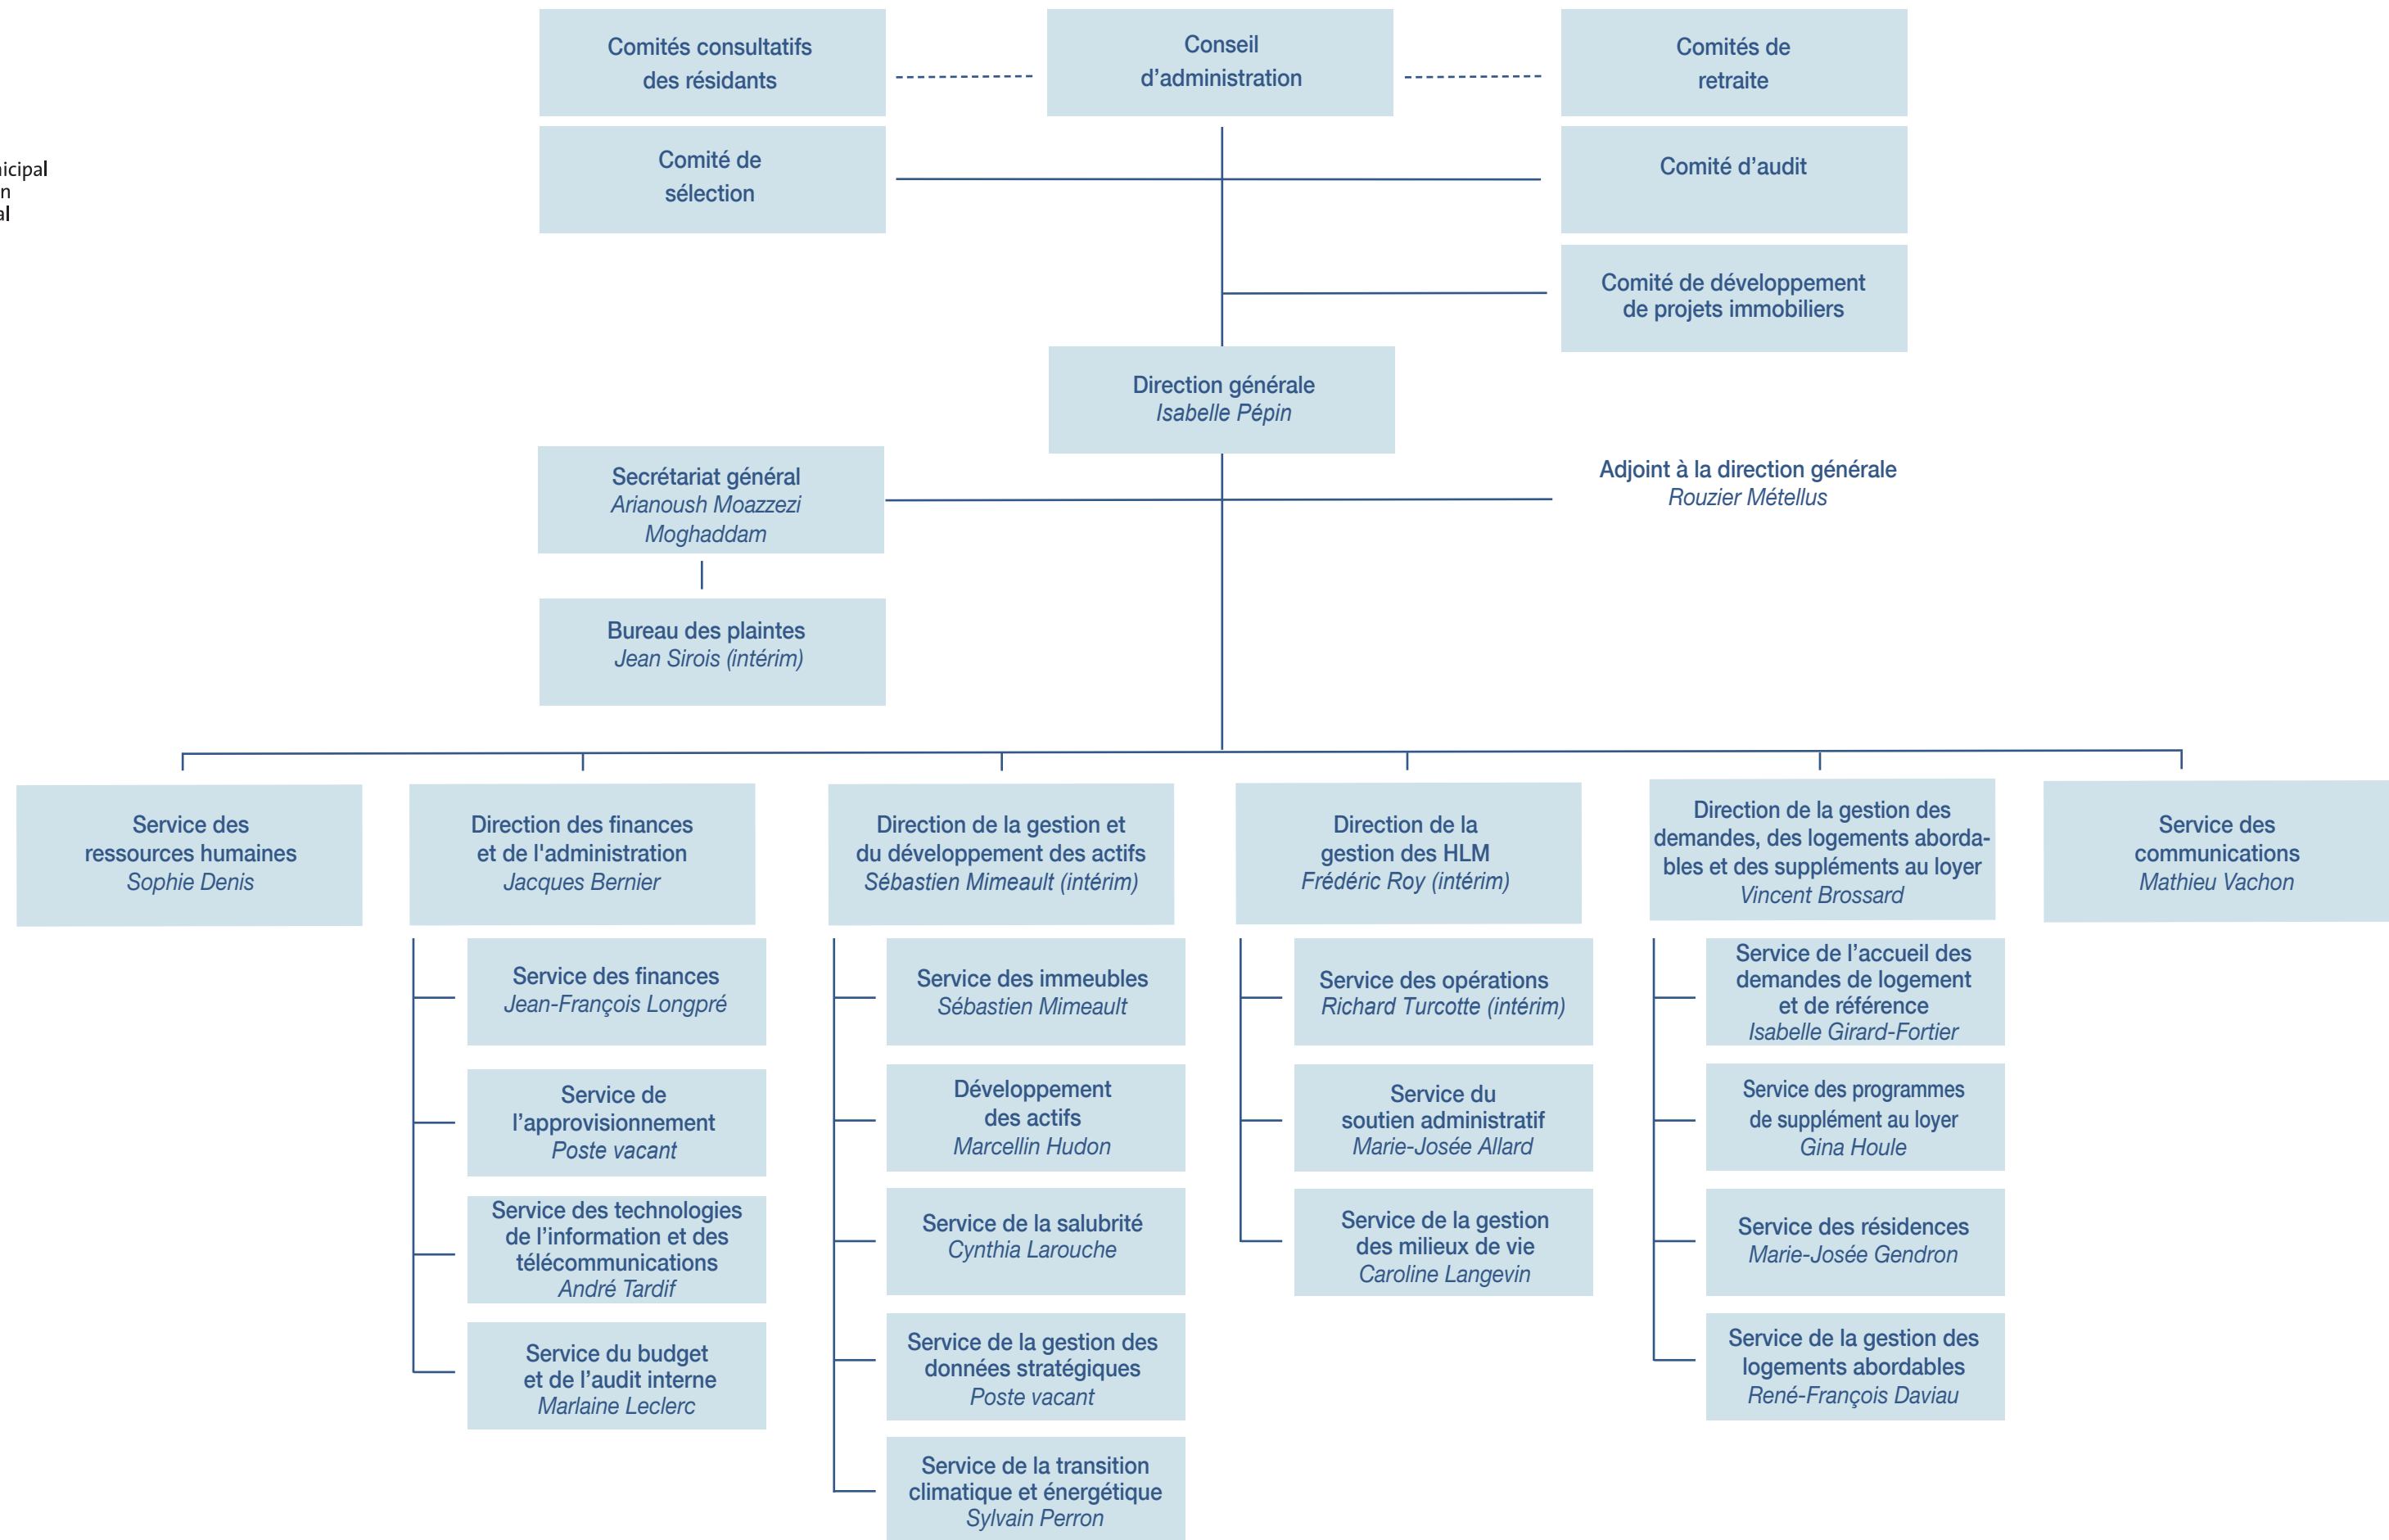 Comités consultatifs
des résidants
Conseil
d’administration
Comités de
retraite
Comité de
sélection
Comité d’audit
Comité de développement
de projets immobiliers
Direction générale
Isabelle Pépin
Secrétariat général
Arianoush Moazzezi
Moghaddam
Adjoint à la direction générale
Rouzier Métellus
Bureau des plaintes
Jean Sirois (intérim)
Service des
ressources humaines
Sophie Denis
Direction des finances
et de l'administration
Jacques Bernier
Service des finances
Jean-François Longpré
Service de
l’approvisionnement
Poste vacant
Service des technologies
de l’information et des
télécommunications
André Tardif
Service du budget
et de l’audit interne
Marlaine Leclerc
Direction de la gestion et
du développement des actifs
Sébastien Mimeault (intérim)
Service des immeubles
Sébastien Mimeault
Développement
des actifs
Marcellin Hudon
Service de la salubrité
Cynthia Larouche
Service de la gestion des
données stratégiques
Poste vacant
Service de la transition
climatique et énergétique
Sylvain Perron
Direction de la
gestion des HLM
Frédéric Roy (intérim)
Service des opérations
Richard Turcotte (intérim)
Service du
soutien administratif
Marie-Josée Allard
Service de la gestion
des milieux de vie
Caroline Langevin
Direction de la gestion des
demandes, des logements aborda-
bles et des suppléments au loyer
Vincent Brossard
Service de l’accueil des
demandes de logement
et de référence
Isabelle Girard-Fortier
Service des programmes
de supplément au loyer
Gina Houle
Service des résidences
Marie-Josée Gendron
Service de la gestion des
logements abordables
René-François Daviau
Service des
communications
Mathieu Vachon